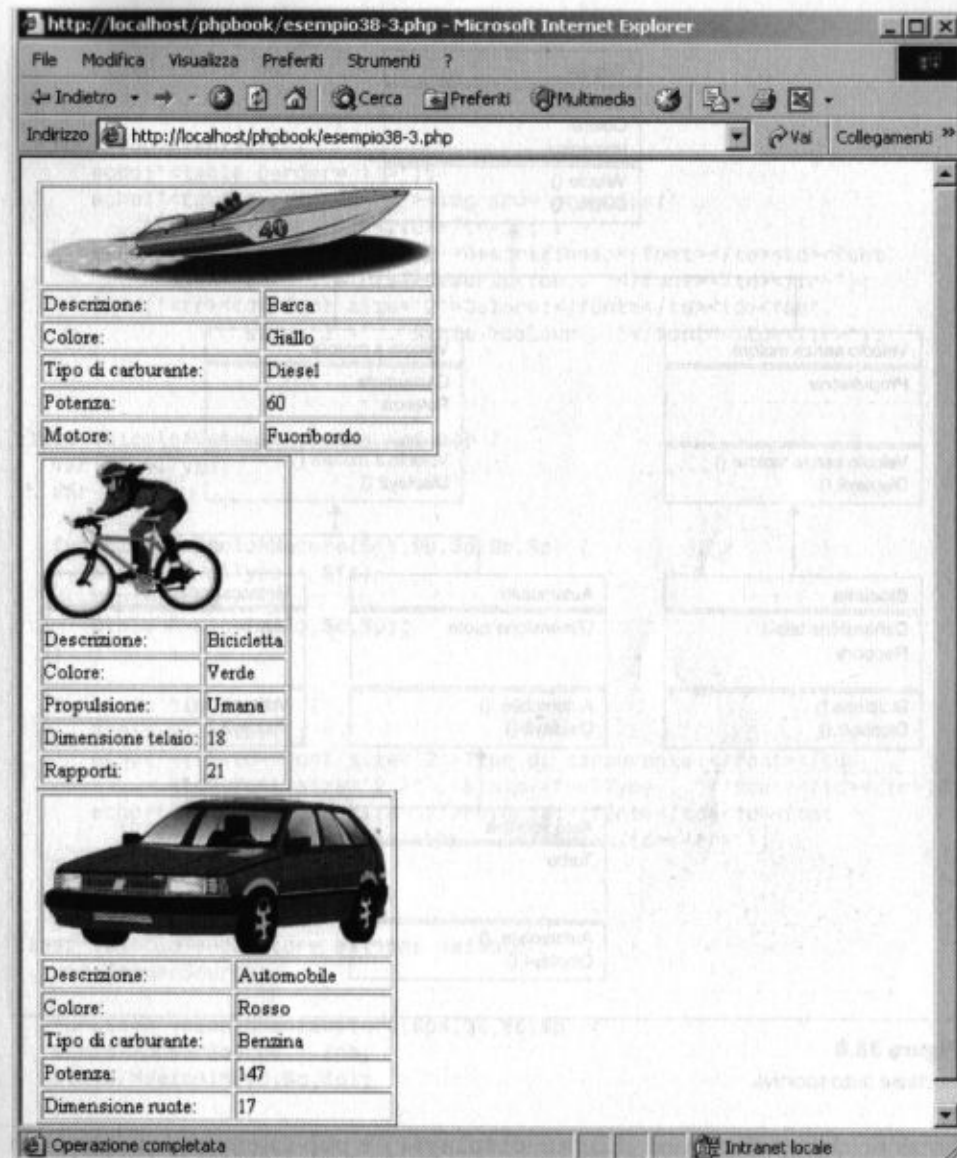 http://localhost/phpbook/esempio38-3.php - Microsoft Internet Explorer
File Modifica Visualizza Preferiti Strumenti ?
Indietro Cerca Preferiti Multimedia
Indirizzo http://localhost/phpbook/esempio38-3.php Vai Collegamenti »
40
Descrizione: Barca
Colore: Giallo
Tipo di carburante: Diesel
Potenza: 60
Motore: Fuoribordo
Descrizione: Bicicletta
Colore: Verde
Propulsione: Umana
Dimensione telaio: 18
Rapporti: 21
Descrizione: Automobile
Colore: Rosso
Tipo di carburante: Benzina
Potenza: 147
Dimensione ruote: 17
Operazione completata Intranet locale